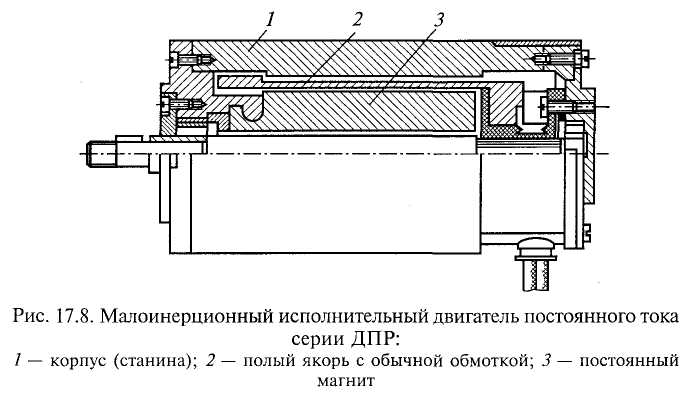 1 2 3
Рис. 17.8. Малоинерционный исполнительный двигатель постоянного тока
серии ДПР:
1 — корпус (станина); 2 — полый якорь с обычной обмоткой; 3 — постоянный
магнит